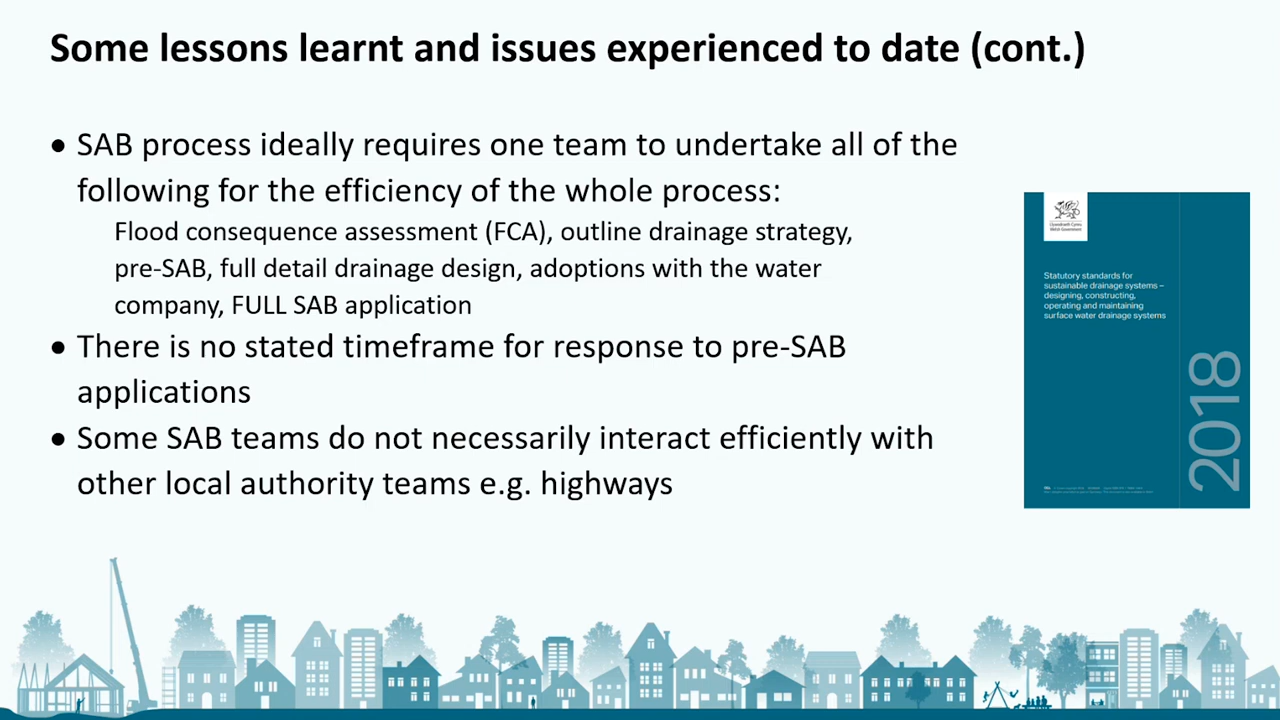 Some lessons learnt and issues experienced to date (cont.)
• SAB process ideally requires one team to undertake all of the
following for the efficiency of the whole process:
Flood consequence assessment (FCA), outline drainage strategy,
pre-SAB, full detail drainage design, adoptions with the water
company, FULL SAB application
• There is no stated timeframe for response to pre-SAB
applications
• Some SAB teams do not necessarily interact efficiently with
other local authority teams e.g. highways
Llywodraeth Cymru
Welsh Government
Statutory standards for
sustainable drainage systems –
designing, constructing,
operating and maintaining
surface water drainage systems
2018